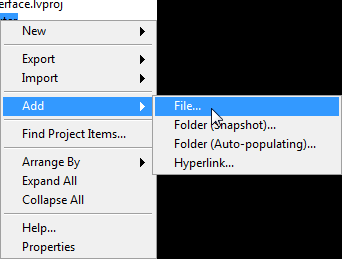 erface.lvproj
New
Export
Import
Add
File...
Folder (Snapshot)...
Folder (Auto-populating)...
Hyperlink...
Find Project Items...
Arrange By
Expand All
Collapse All
Help...
Properties